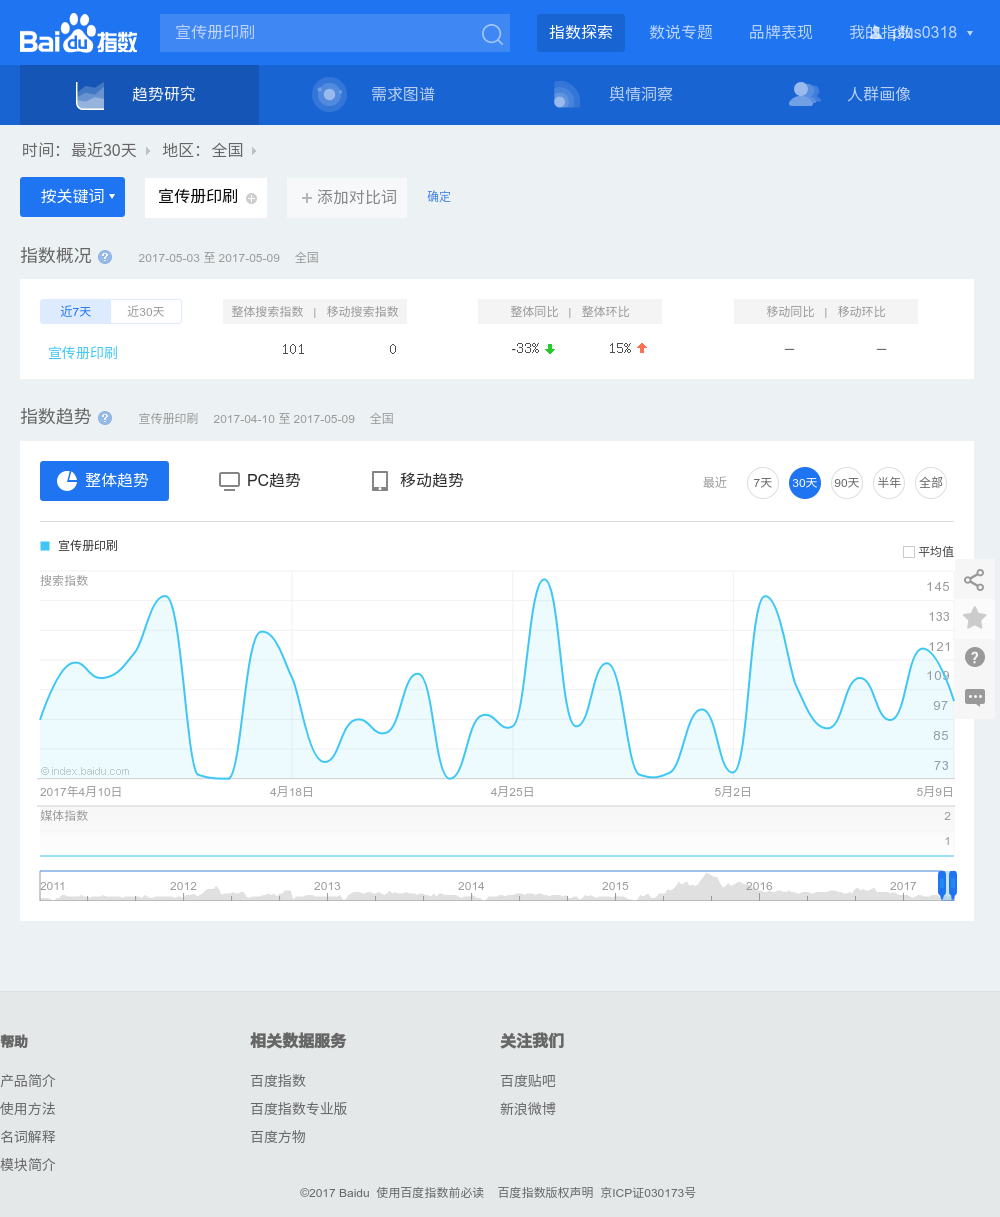 Bai du 指数
宣传册印刷
指数探索 数说专题 品牌表现 我的指数 plus0318
趋势研究 需求图谱 舆情洞察 人群画像
时间： 最近30天 地区： 全国
按关键词 宣传册印刷 + 添加对比词 确定
指数概况 ? 2017-05-03 至 2017-05-09 全国
近7天 近30天 整体搜索指数 | 移动搜索指数 整体同比 | 整体环比 移动同比 | 移动环比
宣传册印刷 101 0 -33% 15% – –
指数趋势 ? 宣传册印刷 2017-04-10 至 2017-05-09 全国
整体趋势 PC趋势 移动趋势 最近 7天 30天 90天 半年 全部
宣传册印刷
平均值
搜索指数
145
133
121
109
97
85
73
©index.baidu.com
2017年4月10日 4月18日 4月25日 5月2日 5月9日
媒体指数 2
1
2011 2012 2013 2014 2015 2016 2017
帮助 相关数据服务 关注我们
产品简介 百度指数 百度贴吧
使用方法 百度指数专业版 新浪微博
名词解释 百度方物
模块简介
©2017 Baidu 使用百度指数前必读 百度指数版权声明 京ICP证030173号